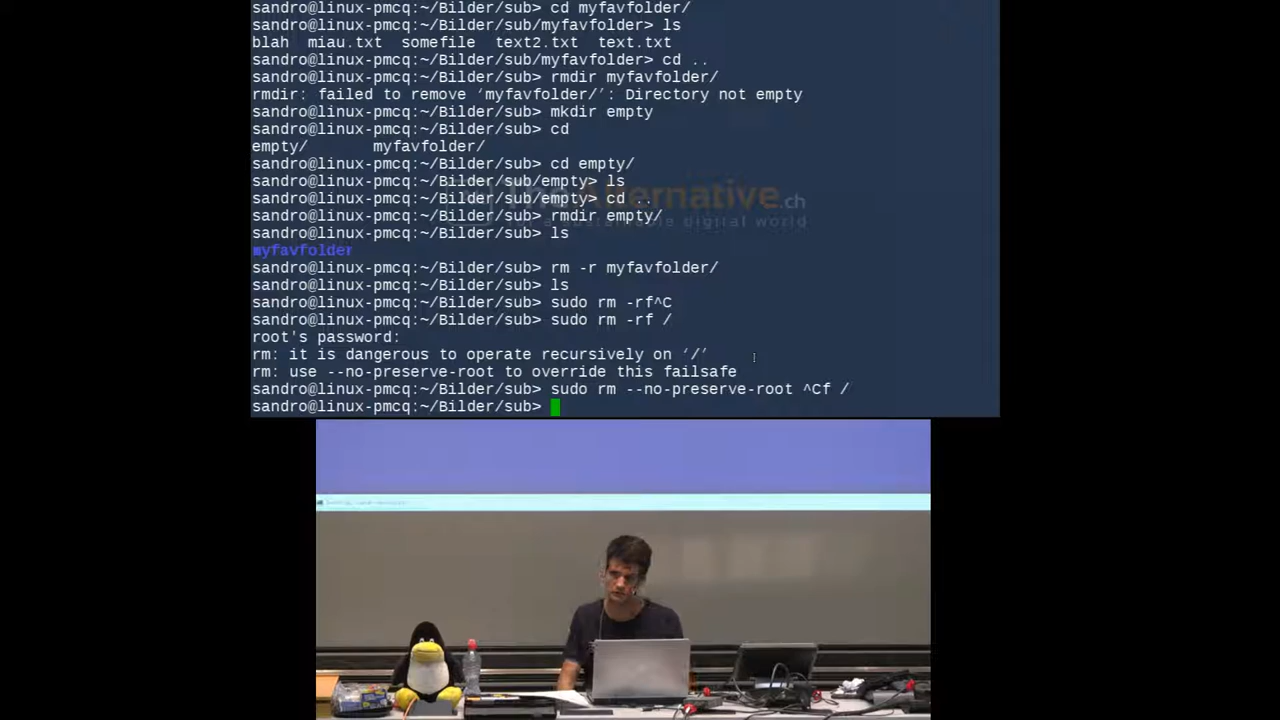 sandro@linux-pmcq:~/Bilder/sub> cd myfavfolder/
sandro@linux-pmcq:~/Bilder/sub/myfavfolder> ls
blah  miau.txt  somefile  text2.txt  text.txt
sandro@linux-pmcq:~/Bilder/sub/myfavfolder> cd ..
sandro@linux-pmcq:~/Bilder/sub> rmdir myfavfolder/
rmdir: failed to remove ‘myfavfolder/’: Directory not empty
sandro@linux-pmcq:~/Bilder/sub> mkdir empty
sandro@linux-pmcq:~/Bilder/sub> cd
empty/       myfavfolder/
sandro@linux-pmcq:~/Bilder/sub> cd empty/
sandro@linux-pmcq:~/Bilder/sub/empty> ls
TheAlternative.ch
sandro@linux-pmcq:~/Bilder/sub/empty> cd ..
sandro@linux-pmcq:~/Bilder/sub> rmdir empty/
a sustainable digital world
sandro@linux-pmcq:~/Bilder/sub> ls
myfavfolder
sandro@linux-pmcq:~/Bilder/sub> rm -r myfavfolder/
sandro@linux-pmcq:~/Bilder/sub> ls
sandro@linux-pmcq:~/Bilder/sub> sudo rm -rf^C
sandro@linux-pmcq:~/Bilder/sub> sudo rm -rf /
root's password:
rm: it is dangerous to operate recursively on ‘/’
rm: use --no-preserve-root to override this failsafe
sandro@linux-pmcq:~/Bilder/sub> sudo rm --no-preserve-root ^Cf /
sandro@linux-pmcq:~/Bilder/sub>